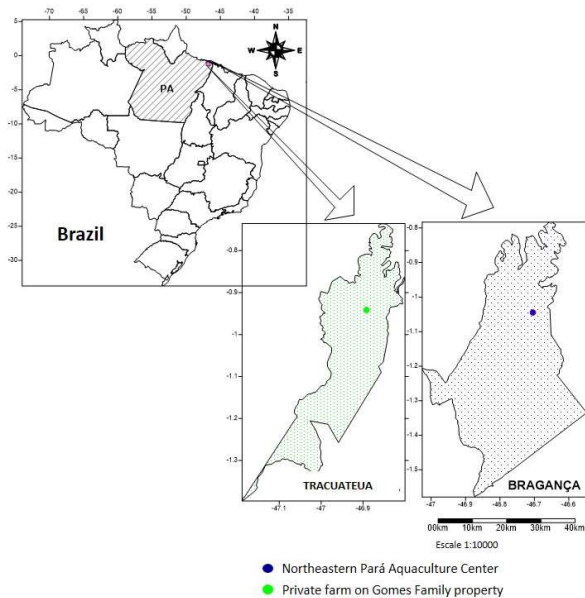 -70 -65 -60 -55 -50 -45 -40 -35
5
0
-5
-10
-15
-20
-25
-30
N
W E
S
PA
Brazil
-0.8
-0.9
-1
-1.1
-1.2
-1.3
-47.1 -46.9
TRACUATEUA
-0.8
-0.9
-1
-1.1
-1.2
-1.3
-1.4
-1.5
-47 -46.9 -46.8 -46.7 -46.6
BRAGANÇA
00km 10km 20km 30km 40km
Escale 1:10000
Northeastern Pará Aquaculture Center
Private farm on Gomes Family property